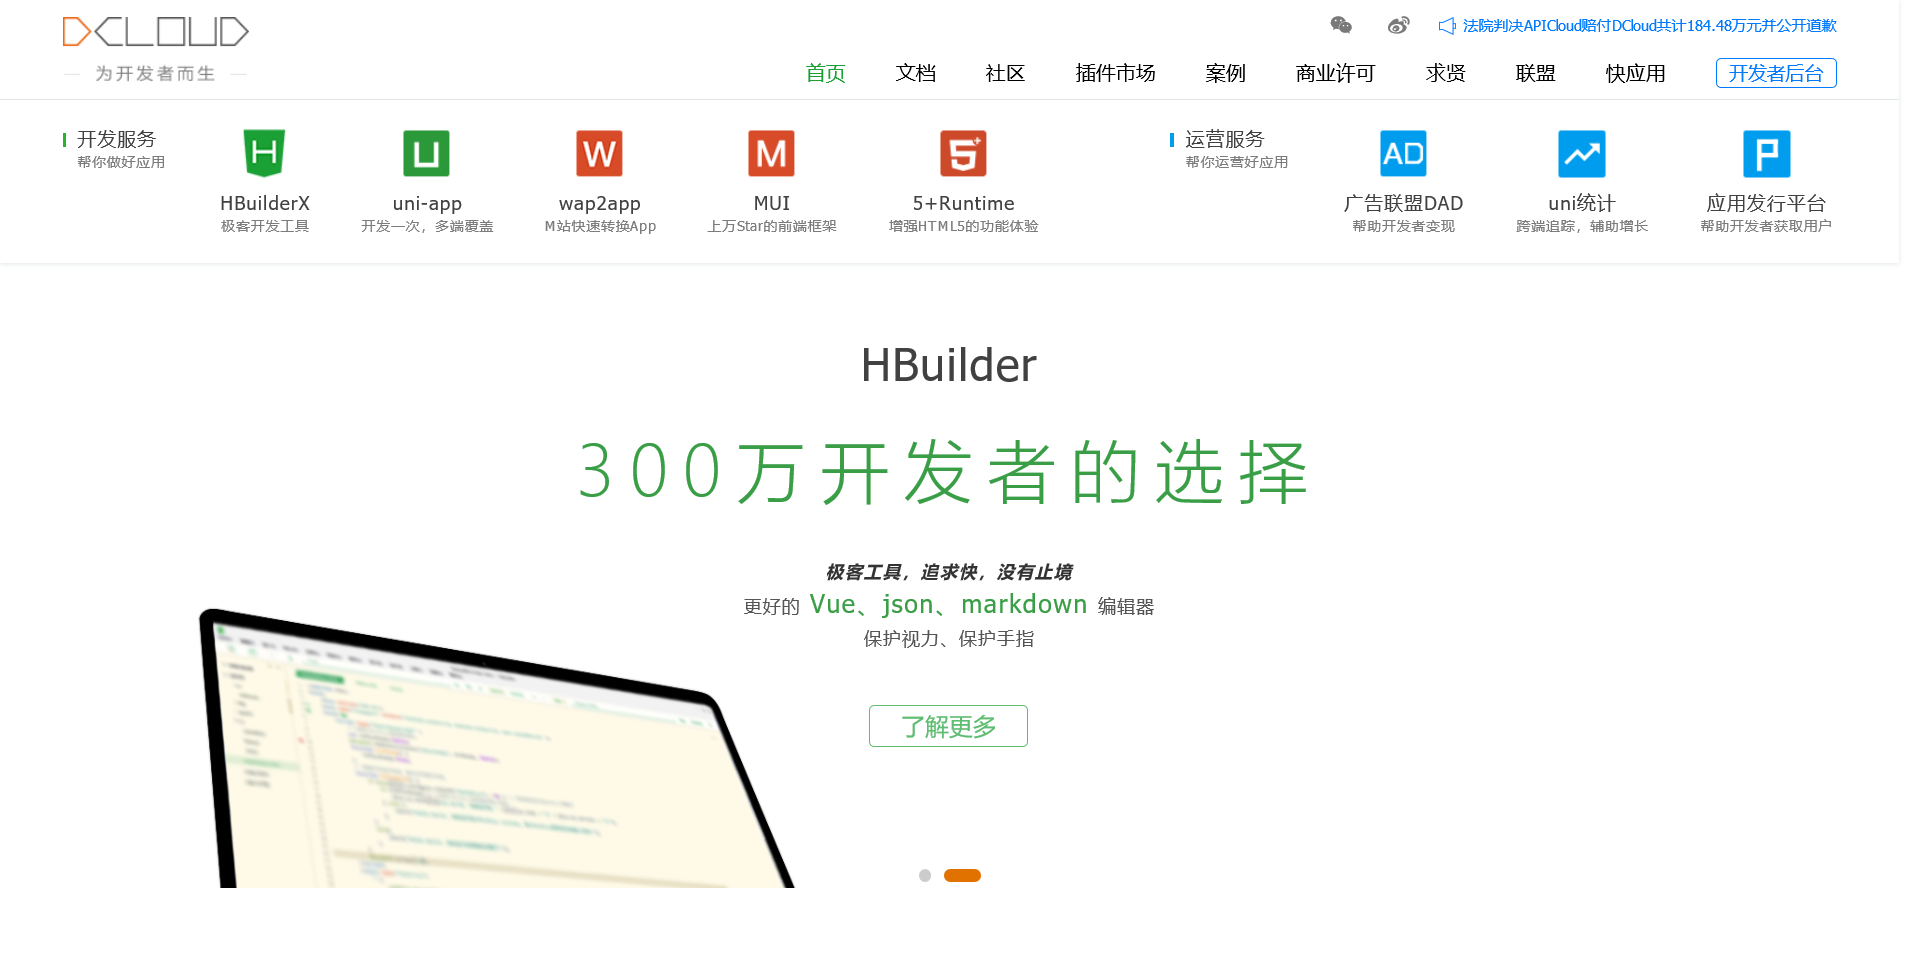 DCLOUD
为开发者而生
法院判决APICloud赔付DCloud共计184.48万元并公开道歉
首页 文档 社区 插件市场 案例 商业许可 求贤 联盟 快应用 开发者后台
开发服务
帮你做好应用
H
HBuilderX
极客开发工具
U
uni-app
开发一次，多端覆盖
W
wap2app
M站快速转换App
M
MUI
上万Star的前端框架
5+
5+Runtime
增强HTML5的功能体验
运营服务
帮你运营好应用
AD
广告联盟DAD
帮助开发者变现
uni统计
跨端追踪，辅助增长
P
应用发行平台
帮助开发者获取用户
HBuilder
300万开发者的选择
极客工具，追求快，没有止境
更好的 Vue、json、markdown 编辑器
保护视力、保护手指
了解更多